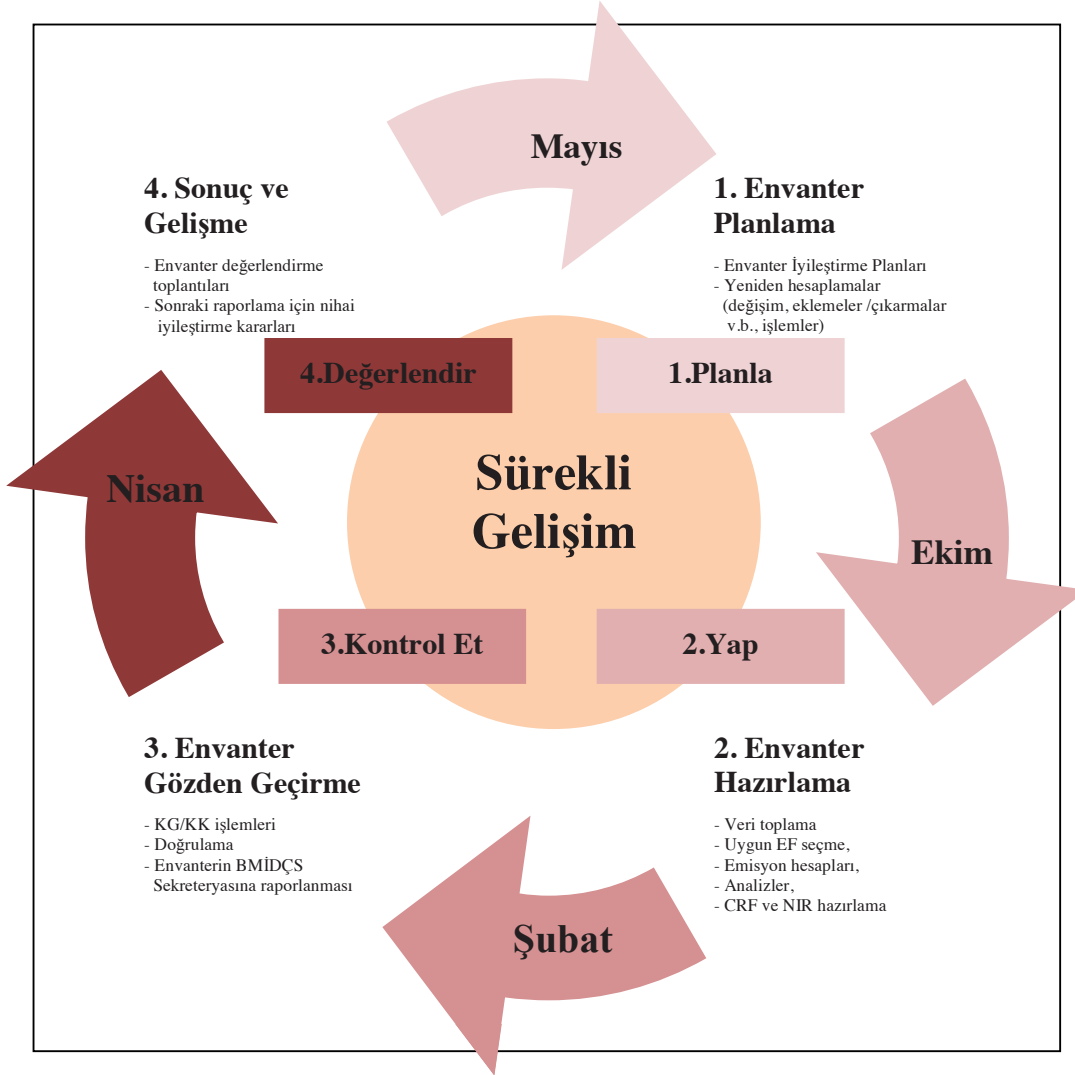 Mayıs
4. Sonuç ve
Gelişme
- Envanter değerlendirme
toplantıları
- Sonraki raporlama için nihai
iyileştirme kararları
1. Envanter
Planlama
- Envanter İyileştirme Planları
- Yeniden hesaplamalar
(değişim, eklemeler /çıkarmalar
v.b., işlemler)
4.Değerlendir
1.Planla
Nisan
Sürekli
Gelişim
Ekim
3.Kontrol Et
2.Yap
3. Envanter
Gözden Geçirme
- KG/KK işlemleri
- Doğrulama
- Envanterin BMİDÇS
Sekreteryasına raporlanması
2. Envanter
Hazırlama
- Veri toplama
- Uygun EF seçme,
- Emisyon hesapları,
- Analizler,
- CRF ve NIR hazırlama
Şubat